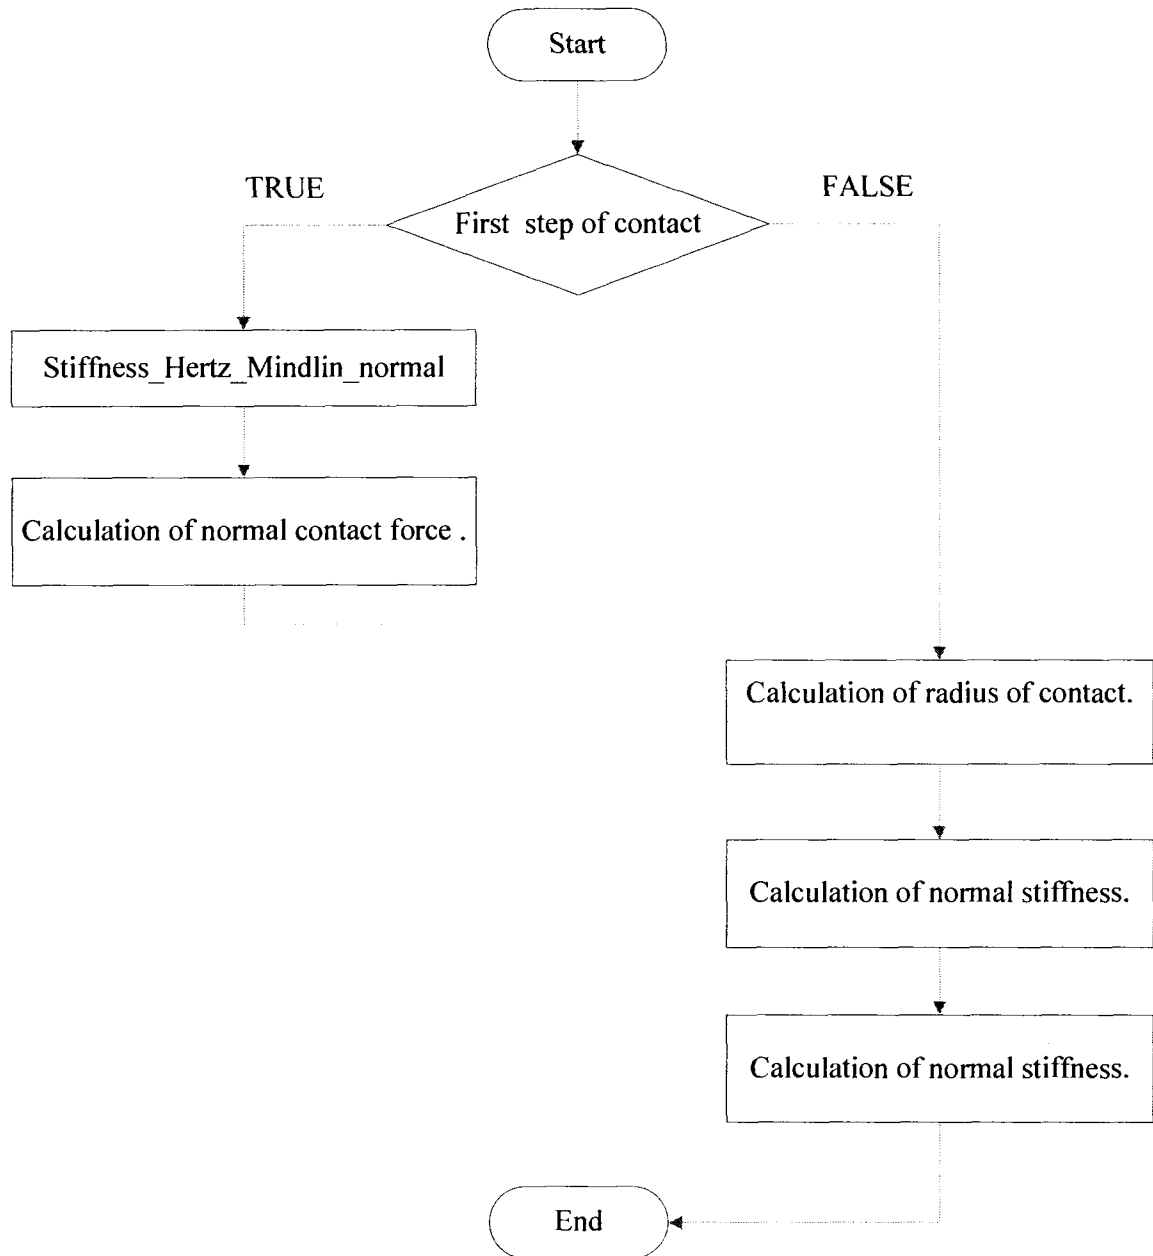 Start
TRUE
FALSE
First step of contact
Stiffness_Hertz_Mindlin_normal
Calculation of normal contact force .
Calculation of radius of contact.
Calculation of normal stiffness.
Calculation of normal stiffness.
End